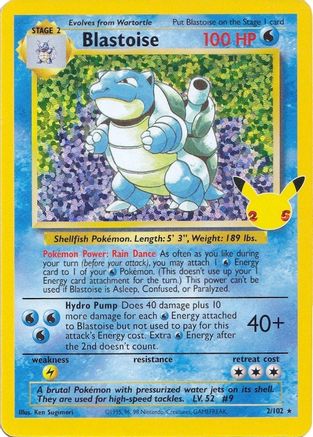 Evolves from Wartortle Put Blastoise on the Stage 1 card
STAGE 2
Blastoise 100 HP
25
Shellfish Pokémon. Length: 5' 3", Weight: 189 lbs.
Pokémon Power: Rain Dance As often as you like during
your turn (before your attack), you may attach 1 Energy
card to 1 of your Pokémon. (This doesn't use up your 1
Energy card attachment for the turn.) This power can't be
used if Blastoise is Asleep, Confused, or Paralyzed.
Hydro Pump Does 40 damage plus 10
more damage for each Energy attached
to Blastoise but not used to pay for this
attack's Energy cost. Extra Energy after
the 2nd doesn't count.
40+
weakness resistance retreat cost
A brutal Pokémon with pressurized water jets on its shell.
They are used for high-speed tackles. LV. 52 #9
Illus. Ken Sugimori ©1995, 96, 98 Nintendo, Creatures, GAMEFREAK. 2/102 ★